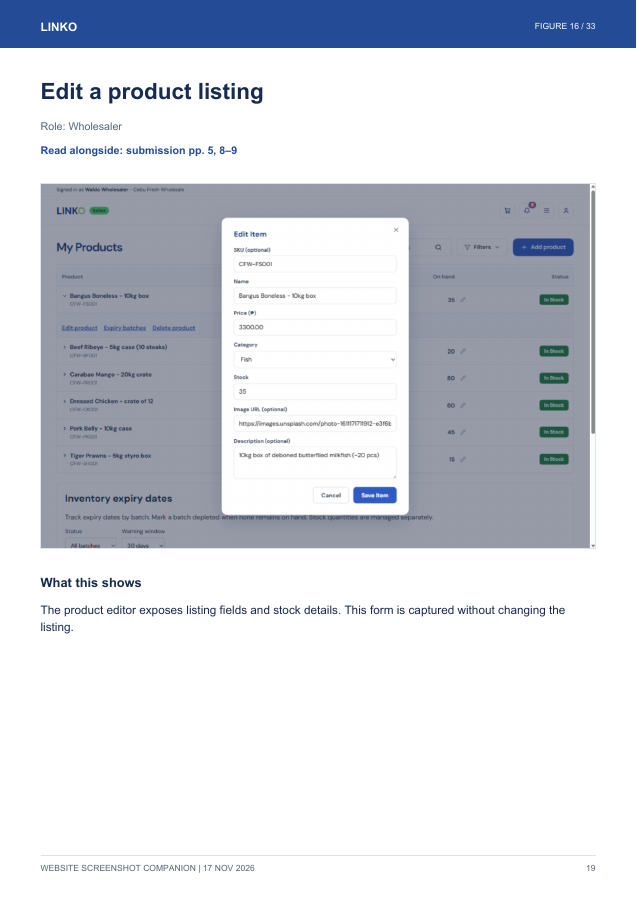 LINKO
FIGURE 16 / 33
Edit a product listing
Role: Wholesaler
Read alongside: submission pp. 5, 8–9
Signed in as Weblo Wholesaler - Cebu Fresh Wholesale
LINKO
My Products
Filters
+ Add product
Product
On hand
Status
Bangus Boneless - 10kg box
CFW-FS001
35
In Stock
Edit product Expiry batches Delete product
Beef Ribeye - 5kg case (10 steaks)
20
In Stock
Carabao Mango - 20kg crate
80
In Stock
Dressed Chicken - crate of 12
60
In Stock
Pork Belly - 10kg case
45
In Stock
Tiger Prawns - 5kg styro box
15
In Stock
Inventory expiry dates
Track expiry dates by batch. Mark a batch depleted when none remains on hand. Stock quantities are managed separately.
Status
Warning window
All batches
30 days
Edit Item
SKU (optional)
CFW-FS001
Name
Bangus Boneless - 10kg box
Price (₱)
3300.00
Category
Fish
Stock
35
Image URL (optional)
Description (optional)
10kg box of deboned butterflied milkfish (~20 pcs)
Cancel
Save Item
What this shows
The product editor exposes listing fields and stock details. This form is captured without changing the
listing.
WEBSITE SCREENSHOT COMPANION | 17 NOV 2026
19